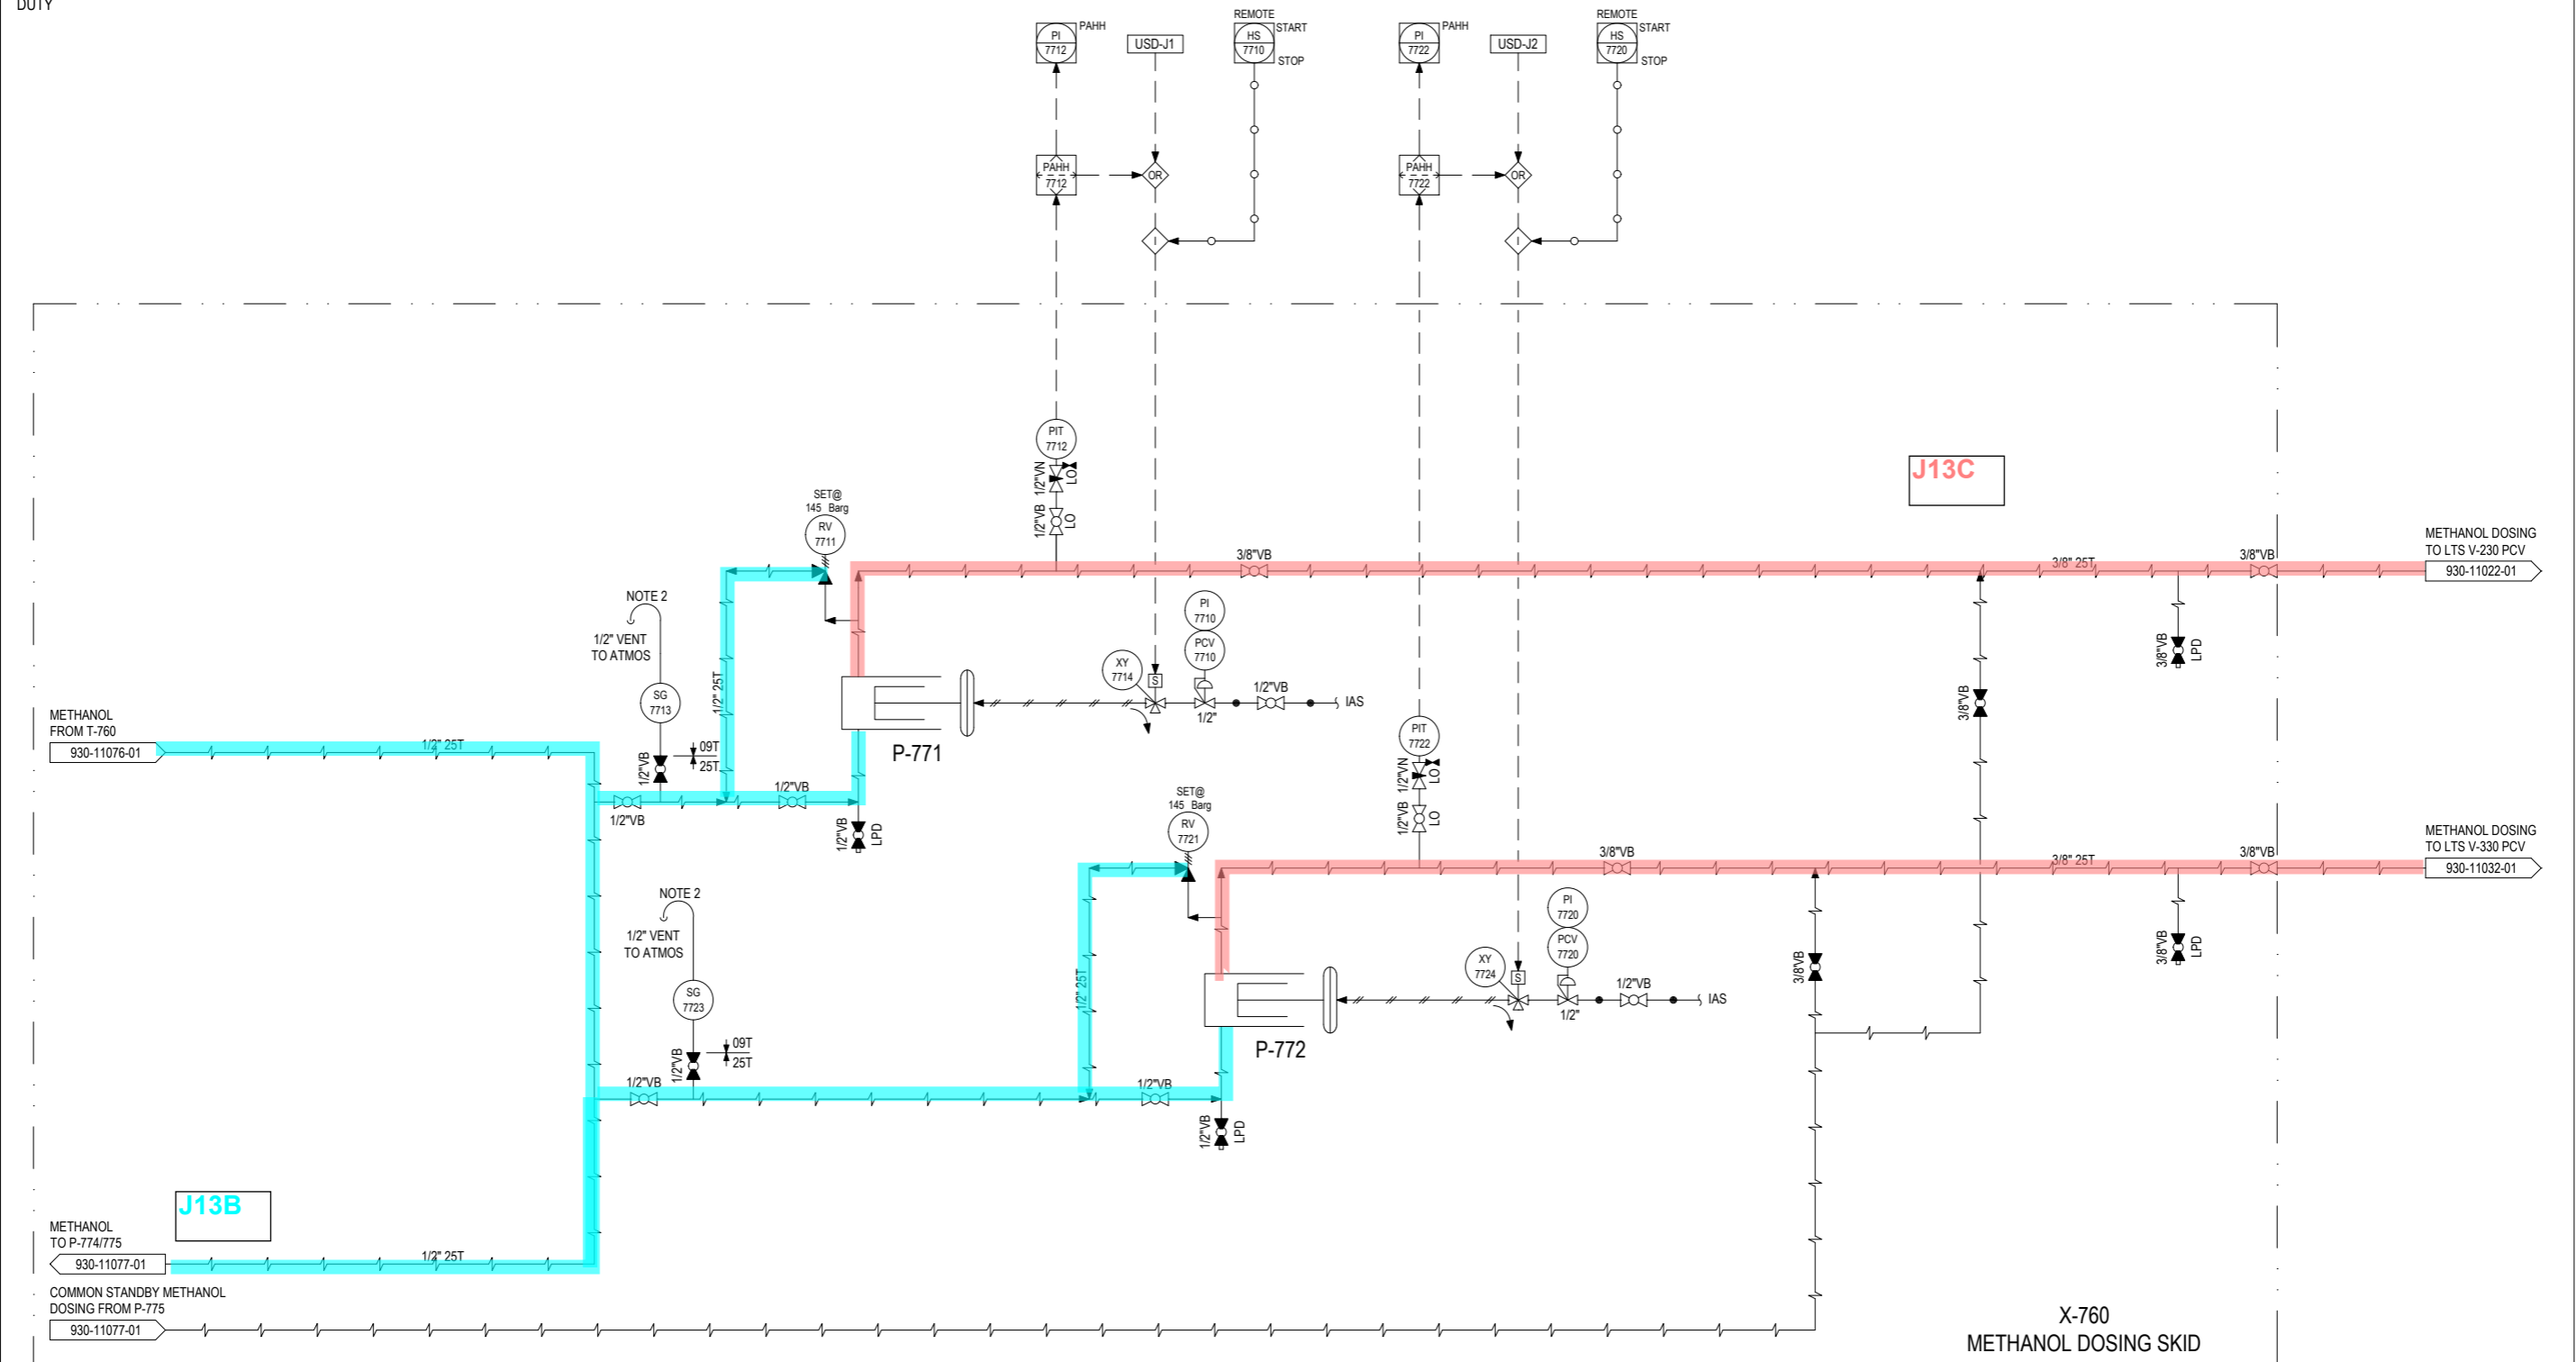 DUTY
PI
7712
PAHH
USD-J1
REMOTE
HS
7710
START
STOP
PI
7722
PAHH
USD-J2
REMOTE
HS
7720
START
STOP
PAHH
7712
OR
I
PAHH
7722
OR
I
PIT
7712
1/2"VN
LO
1/2"VB
LO
J13C
SET@
145 Barg
RV
7711
3/8"VB
3/8" 25T
3/8"VB
METHANOL DOSING
TO LTS V-230 PCV
930-11022-01
NOTE 2
1/2" VENT
TO ATMOS
SG
7713
1/2" 25T
PI
7710
PCV
7710
XY
7714
S
1/2"
1/2"VB
IAS
3/8"VB
LPD
3/8"VB
METHANOL
FROM T-760
930-11076-01
1/2" 25T
1/2"VB
09T
25T
P-771
1/2"VB
1/2"VB
1/2"VB
LPD
PIT
7722
1/2"VN
LO
1/2"VB
LO
SET@
145 Barg
RV
7721
3/8"VB
3/8" 25T
3/8"VB
METHANOL DOSING
TO LTS V-330 PCV
930-11032-01
NOTE 2
1/2" VENT
TO ATMOS
SG
7723
1/2" 25T
PI
7720
PCV
7720
XY
7724
S
1/2"
1/2"VB
IAS
3/8"VB
3/8"VB
LPD
1/2"VB
09T
25T
P-772
1/2"VB
1/2"VB
1/2"VB
LPD
J13B
METHANOL
TO P-774/775
930-11077-01
1/2" 25T
COMMON STANDBY METHANOL
DOSING FROM P-775
930-11077-01
X-760
METHANOL DOSING SKID